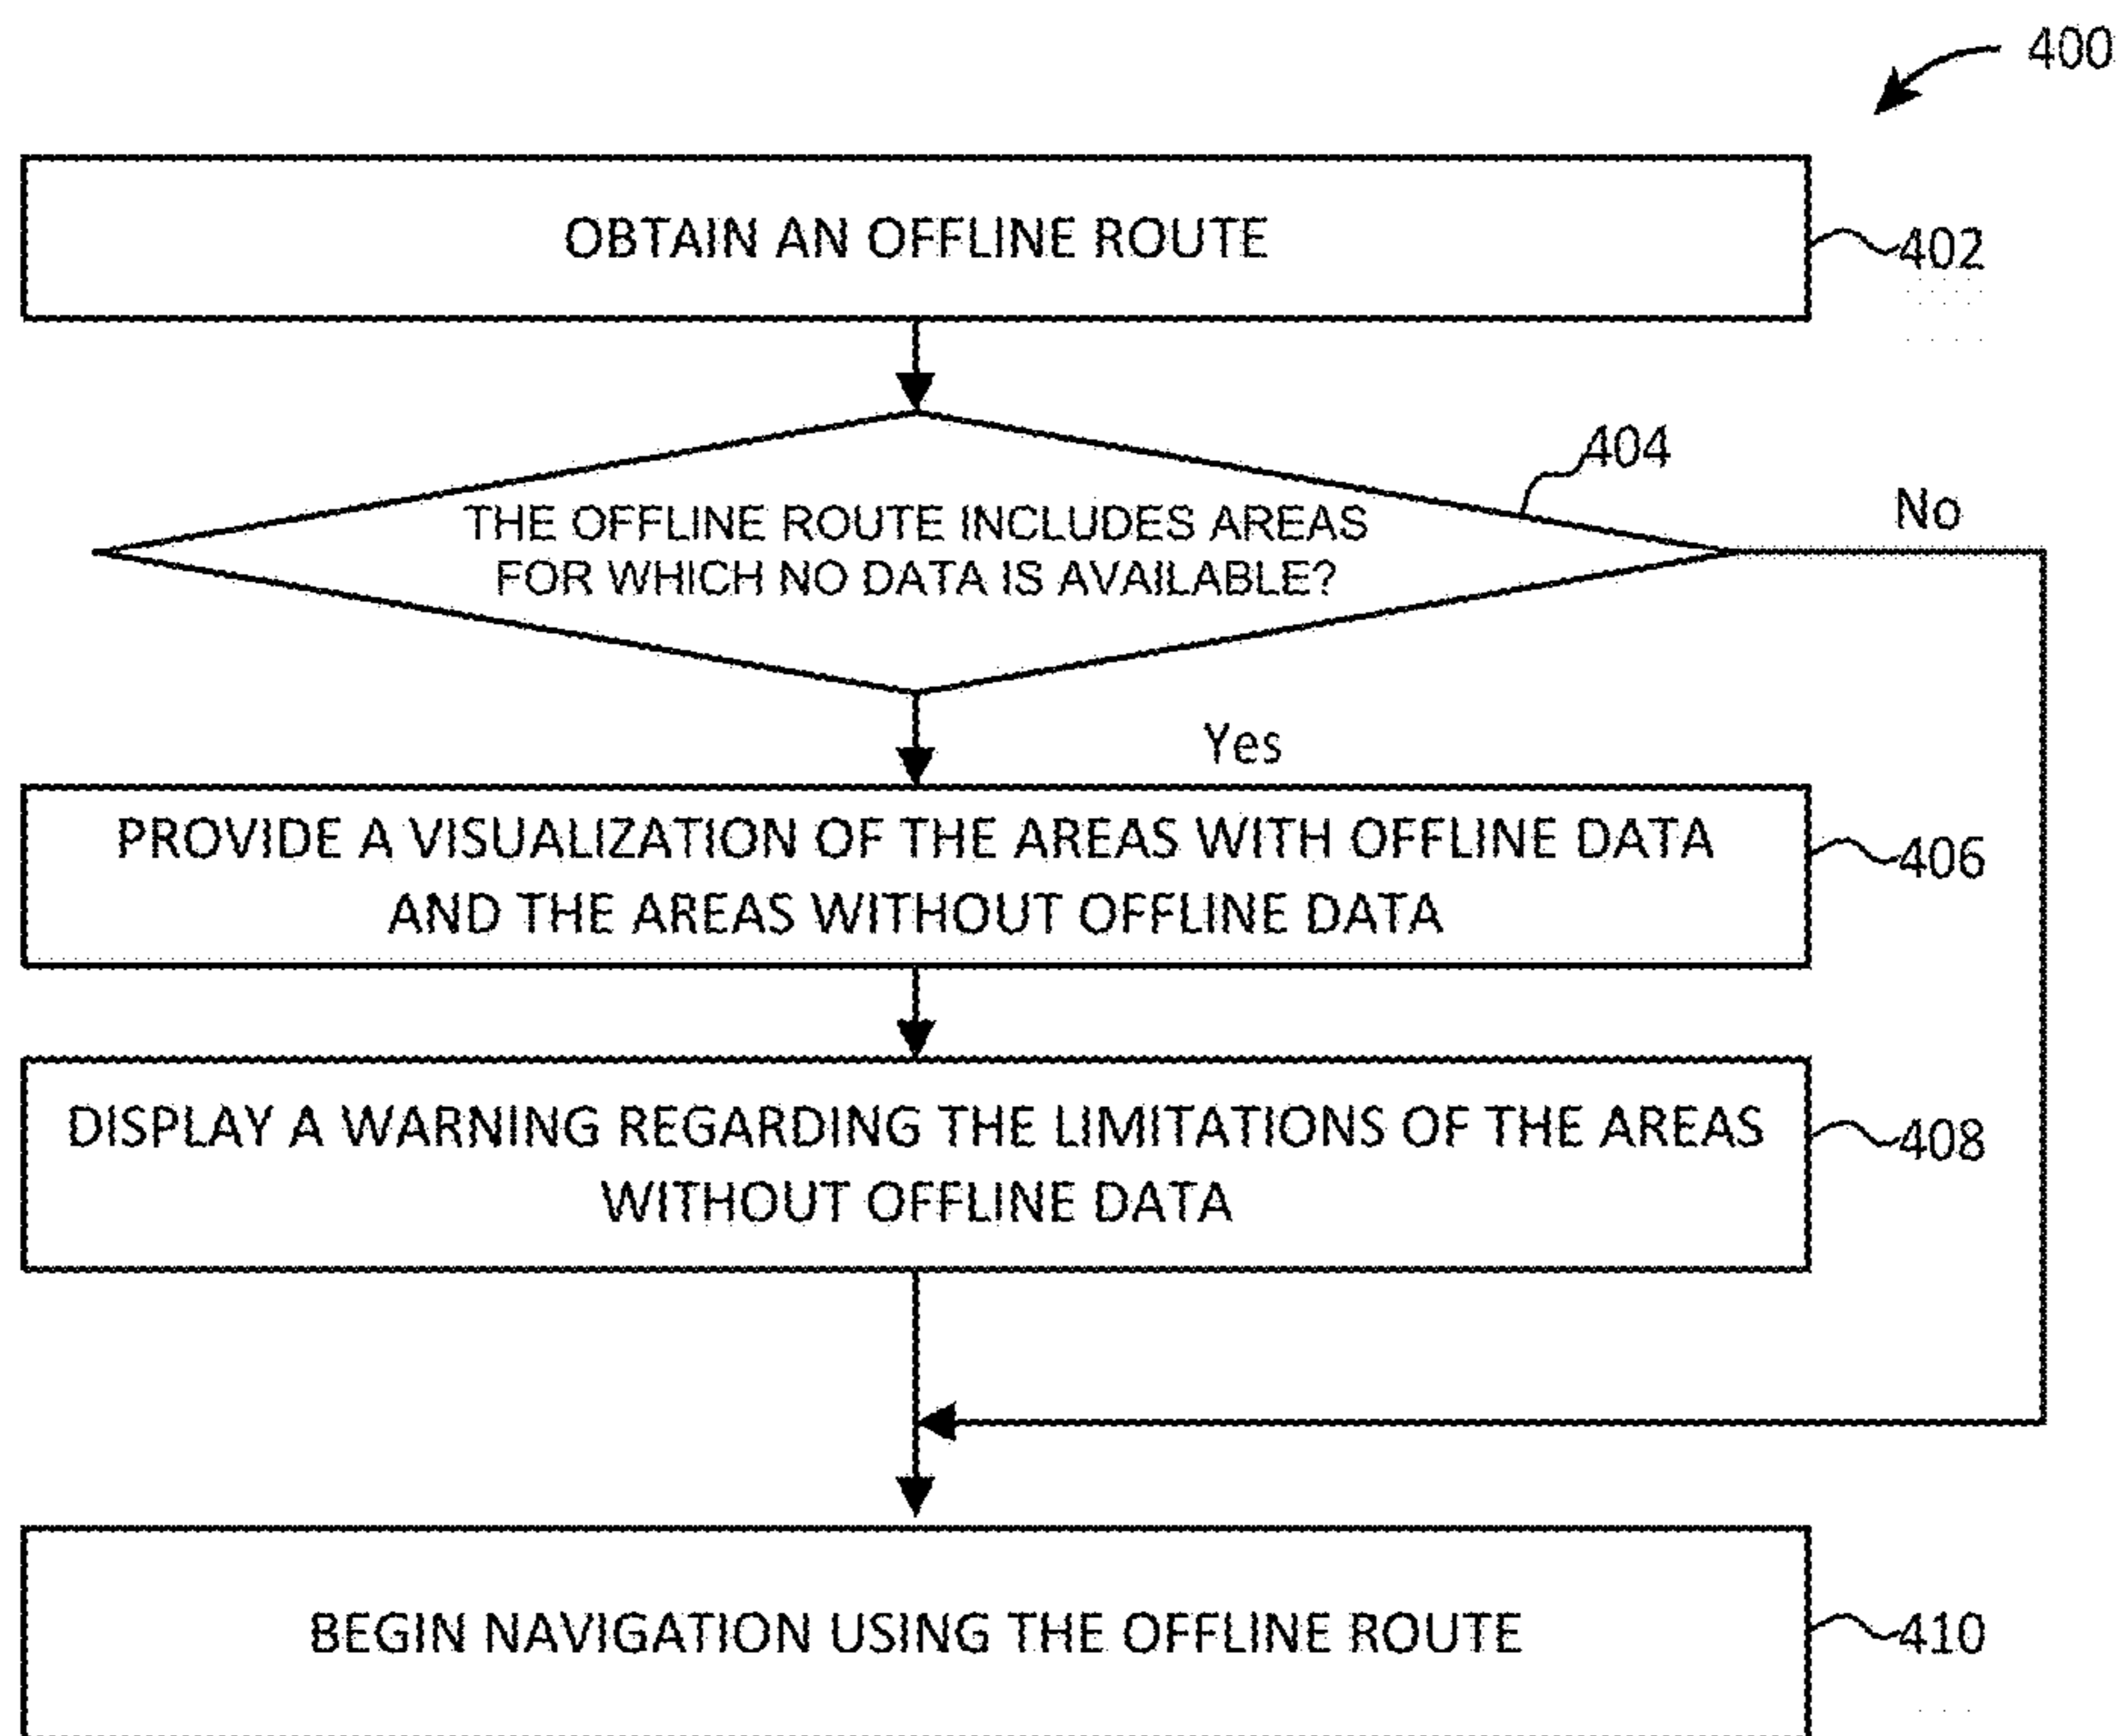 400
OBTAIN AN OFFLINE ROUTE
402
404
THE OFFLINE ROUTE INCLUDES AREAS
FOR WHICH NO DATA IS AVAILABLE?
No
Yes
PROVIDE A VISUALIZATION OF THE AREAS WITH OFFLINE DATA
AND THE AREAS WITHOUT OFFLINE DATA
406
DISPLAY A WARNING REGARDING THE LIMITATIONS OF THE AREAS
WITHOUT OFFLINE DATA
408
BEGIN NAVIGATION USING THE OFFLINE ROUTE
410